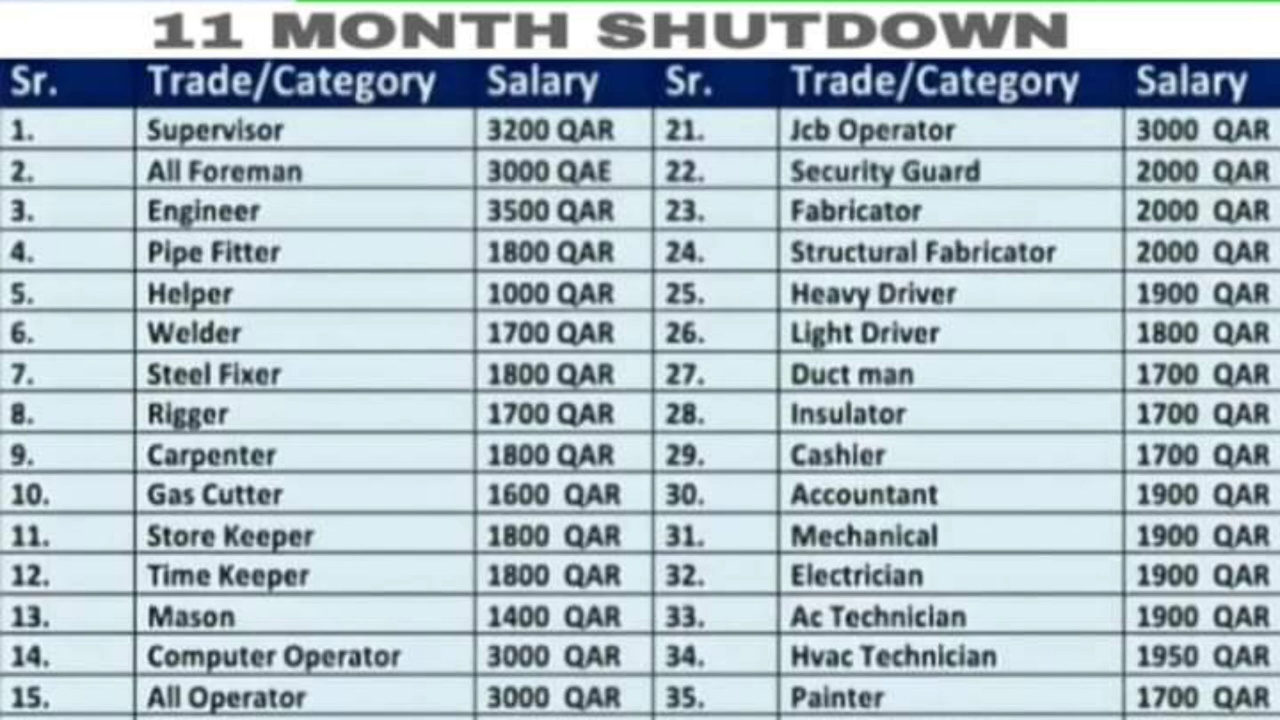 11 MONTH SHUTDOWN
Sr. Trade/Category Salary Sr. Trade/Category Salary
1. Supervisor 3200 QAR 21. Jcb Operator 3000 QAR
2. All Foreman 3000 QAE 22. Security Guard 2000 QAR
3. Engineer 3500 QAR 23. Fabricator 2000 QAR
4. Pipe Fitter 1800 QAR 24. Structural Fabricator 2000 QAR
5. Helper 1000 QAR 25. Heavy Driver 1900 QAR
6. Welder 1700 QAR 26. Light Driver 1800 QAR
7. Steel Fixer 1800 QAR 27. Duct man 1700 QAR
8. Rigger 1700 QAR 28. Insulator 1700 QAR
9. Carpenter 1800 QAR 29. Cashier 1700 QAR
10. Gas Cutter 1600 QAR 30. Accountant 1900 QAR
11. Store Keeper 1800 QAR 31. Mechanical 1900 QAR
12. Time Keeper 1800 QAR 32. Electrician 1900 QAR
13. Mason 1400 QAR 33. Ac Technician 1900 QAR
14. Computer Operator 3000 QAR 34. Hvac Technician 1950 QAR
15. All Operator 3000 QAR 35. Painter 1700 QAR